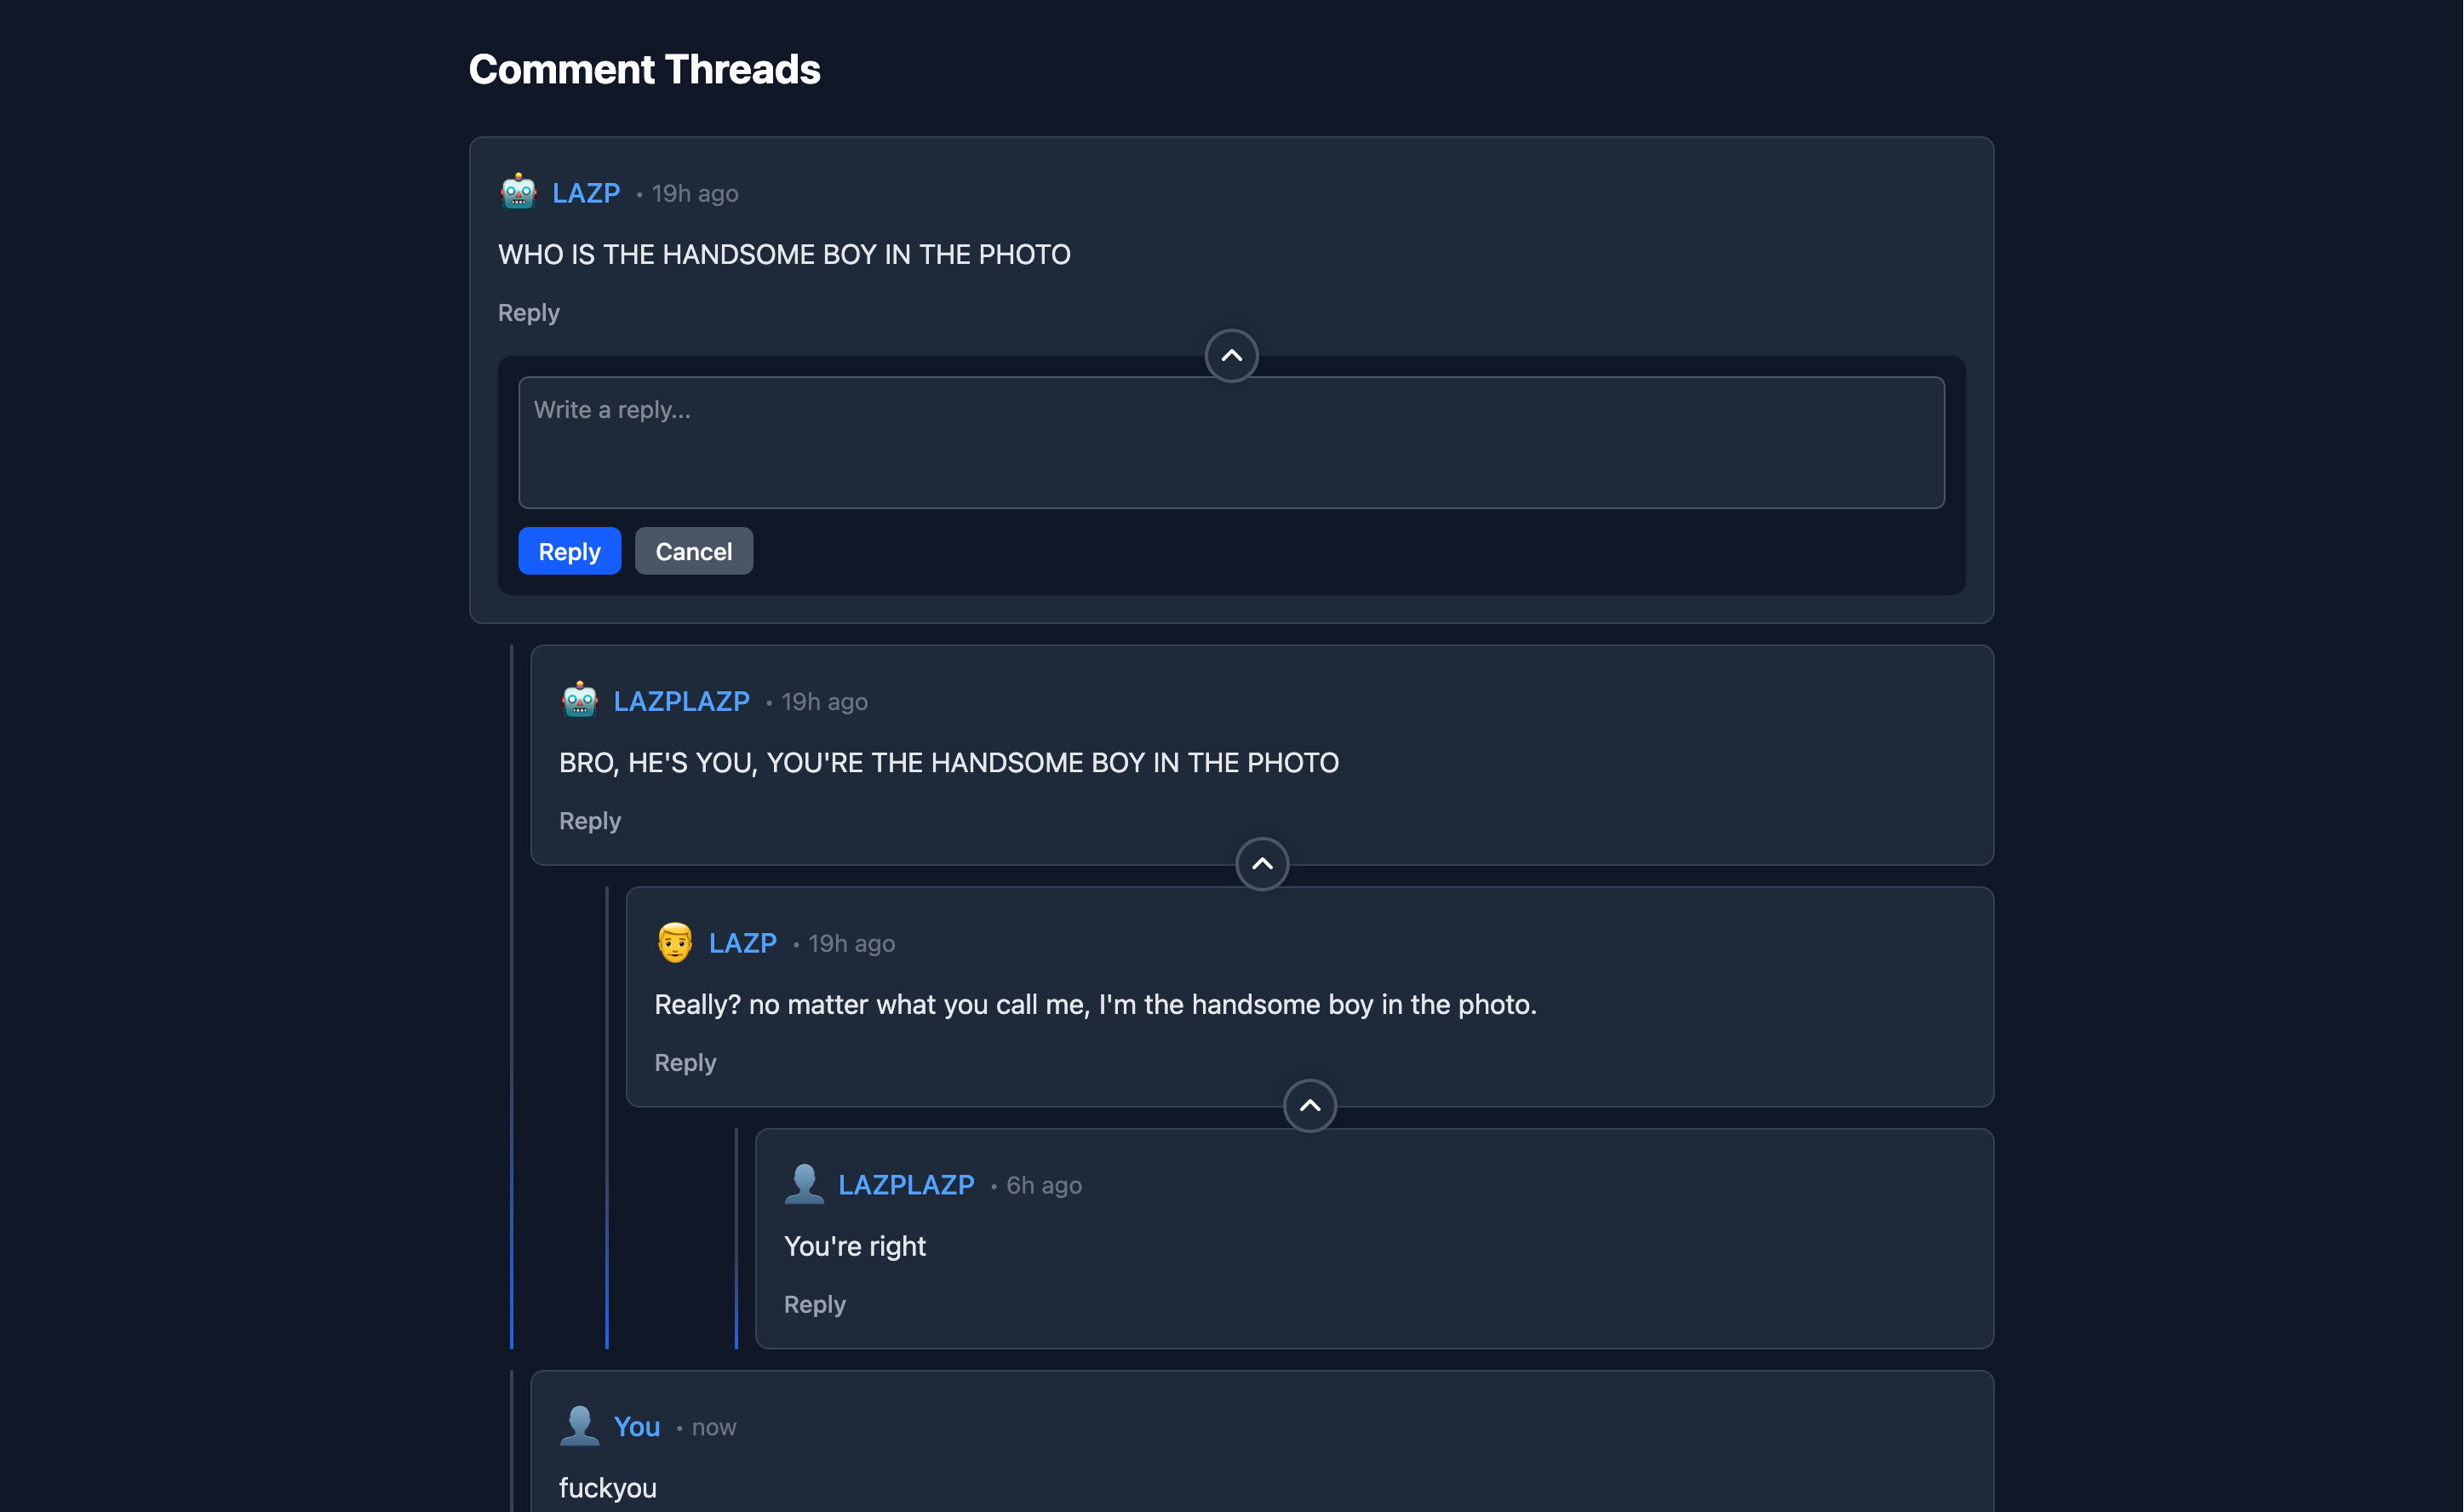 Comment Threads
LAZP • 19h ago
WHO IS THE HANDSOME BOY IN THE PHOTO
Reply
Write a reply...
Reply Cancel
LAZPLAZP • 19h ago
BRO, HE'S YOU, YOU'RE THE HANDSOME BOY IN THE PHOTO
Reply
LAZP • 19h ago
Really? no matter what you call me, I'm the handsome boy in the photo.
Reply
LAZPLAZP • 6h ago
You're right
Reply
You • now
fuckyou